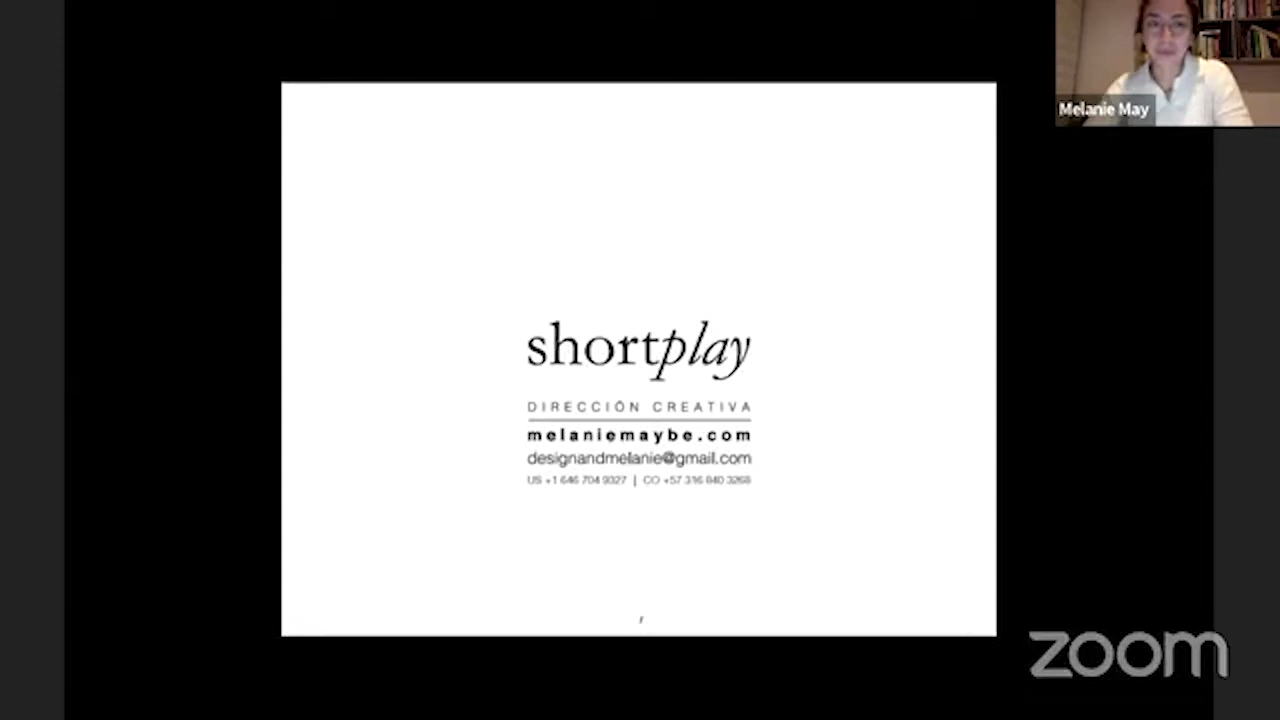 Melanie May
shortplay
DIRECCIÓN CREATIVA
melaniemaybe.com
designandmelanie@gmail.com
US +1 646 704 9327 | CO +57 316 840 3268
zoom